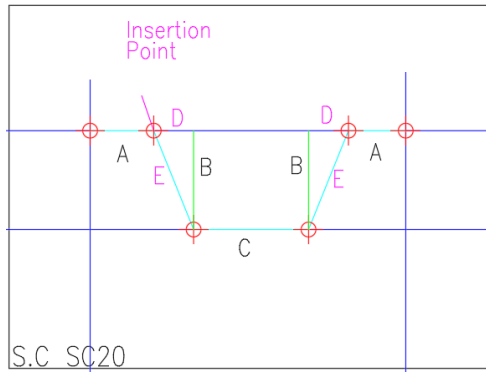 Insertion
Point
D D
A B B A
E E
C
S.C SC20